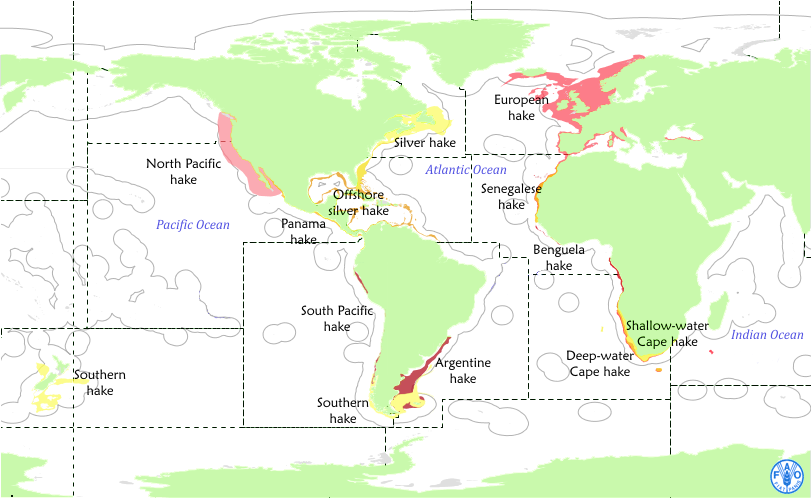 European
hake
Silver hake
North Pacific
hake
Atlantic Ocean
Offshore
silver hake
Senegalese
hake
Pacific Ocean
Panama
hake
Benguela
hake
South Pacific
hake
Shallow-water
Cape hake
Indian Ocean
Deep-water
Cape hake
Argentine
hake
Southern
hake
Southern
hake
F A O
FIAT PANIS